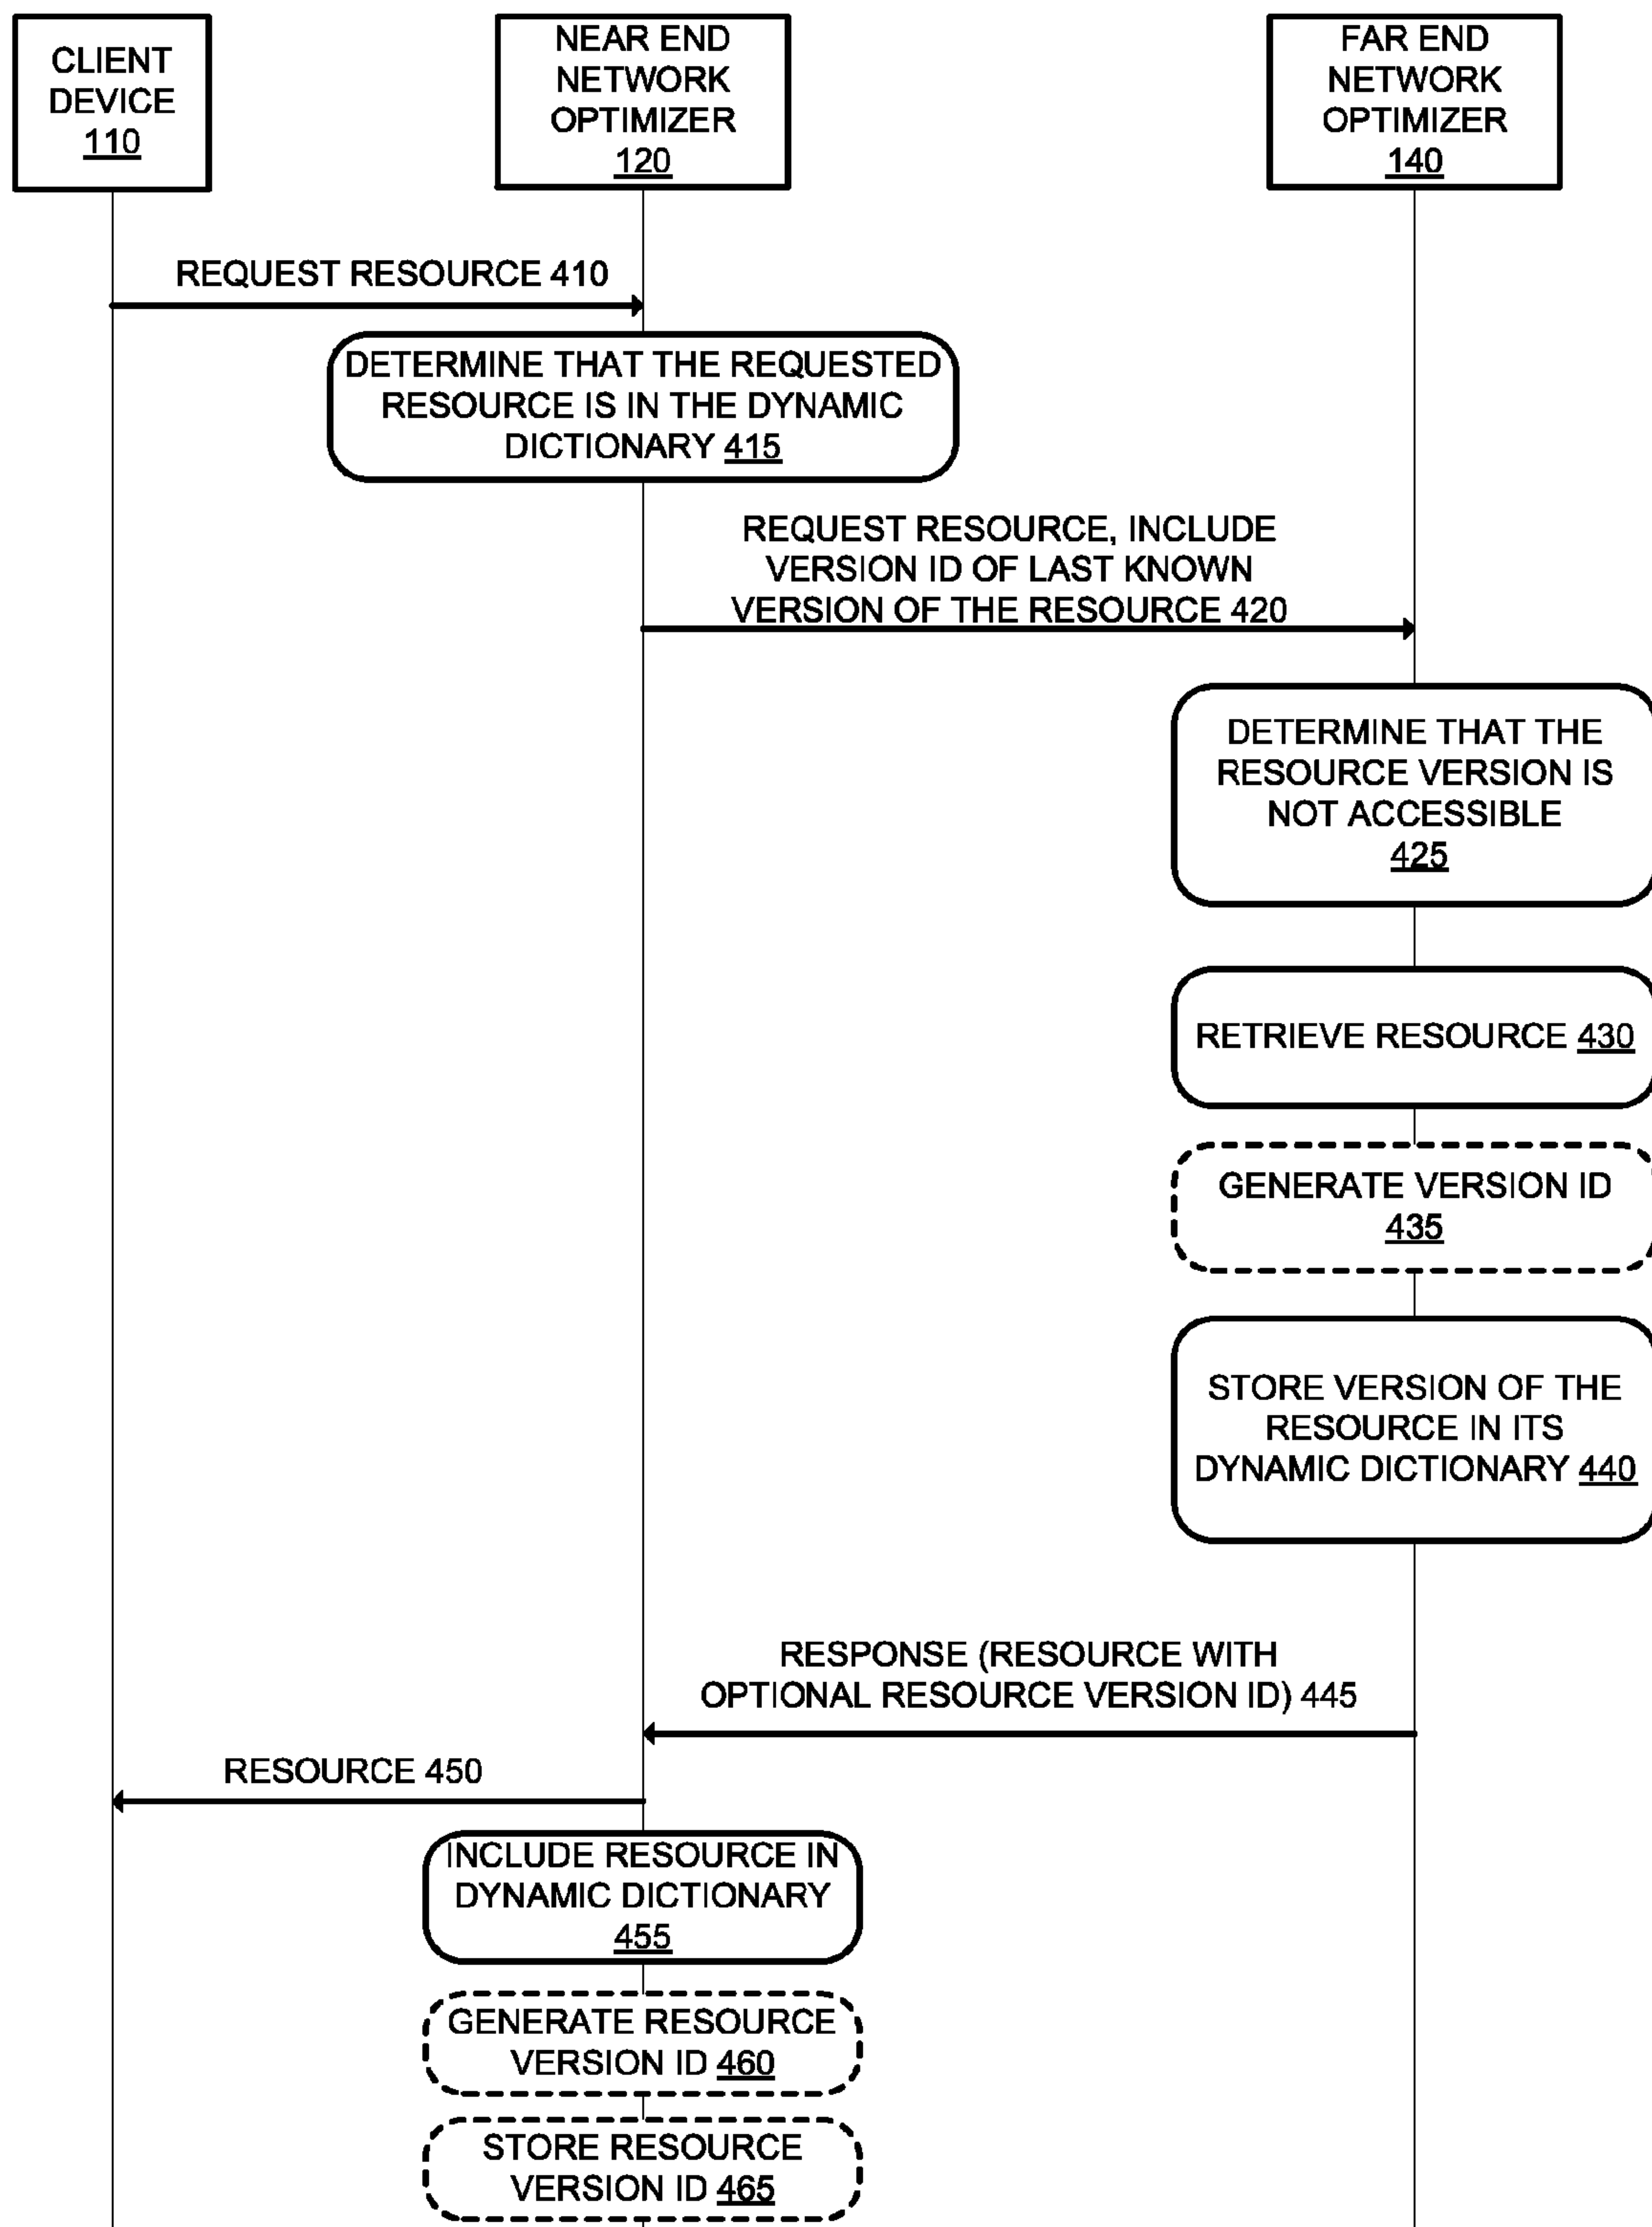 CLIENT
DEVICE
110
NEAR END
NETWORK
OPTIMIZER
120
FAR END
NETWORK
OPTIMIZER
140
REQUEST RESOURCE 410
DETERMINE THAT THE REQUESTED
RESOURCE IS IN THE DYNAMIC
DICTIONARY 415
REQUEST RESOURCE, INCLUDE
VERSION ID OF LAST KNOWN
VERSION OF THE RESOURCE 420
DETERMINE THAT THE
RESOURCE VERSION IS
NOT ACCESSIBLE
425
RETRIEVE RESOURCE 430
GENERATE VERSION ID
435
STORE VERSION OF THE
RESOURCE IN ITS
DYNAMIC DICTIONARY 440
RESPONSE (RESOURCE WITH
OPTIONAL RESOURCE VERSION ID) 445
RESOURCE 450
INCLUDE RESOURCE IN
DYNAMIC DICTIONARY
455
GENERATE RESOURCE
VERSION ID 460
STORE RESOURCE
VERSION ID 465